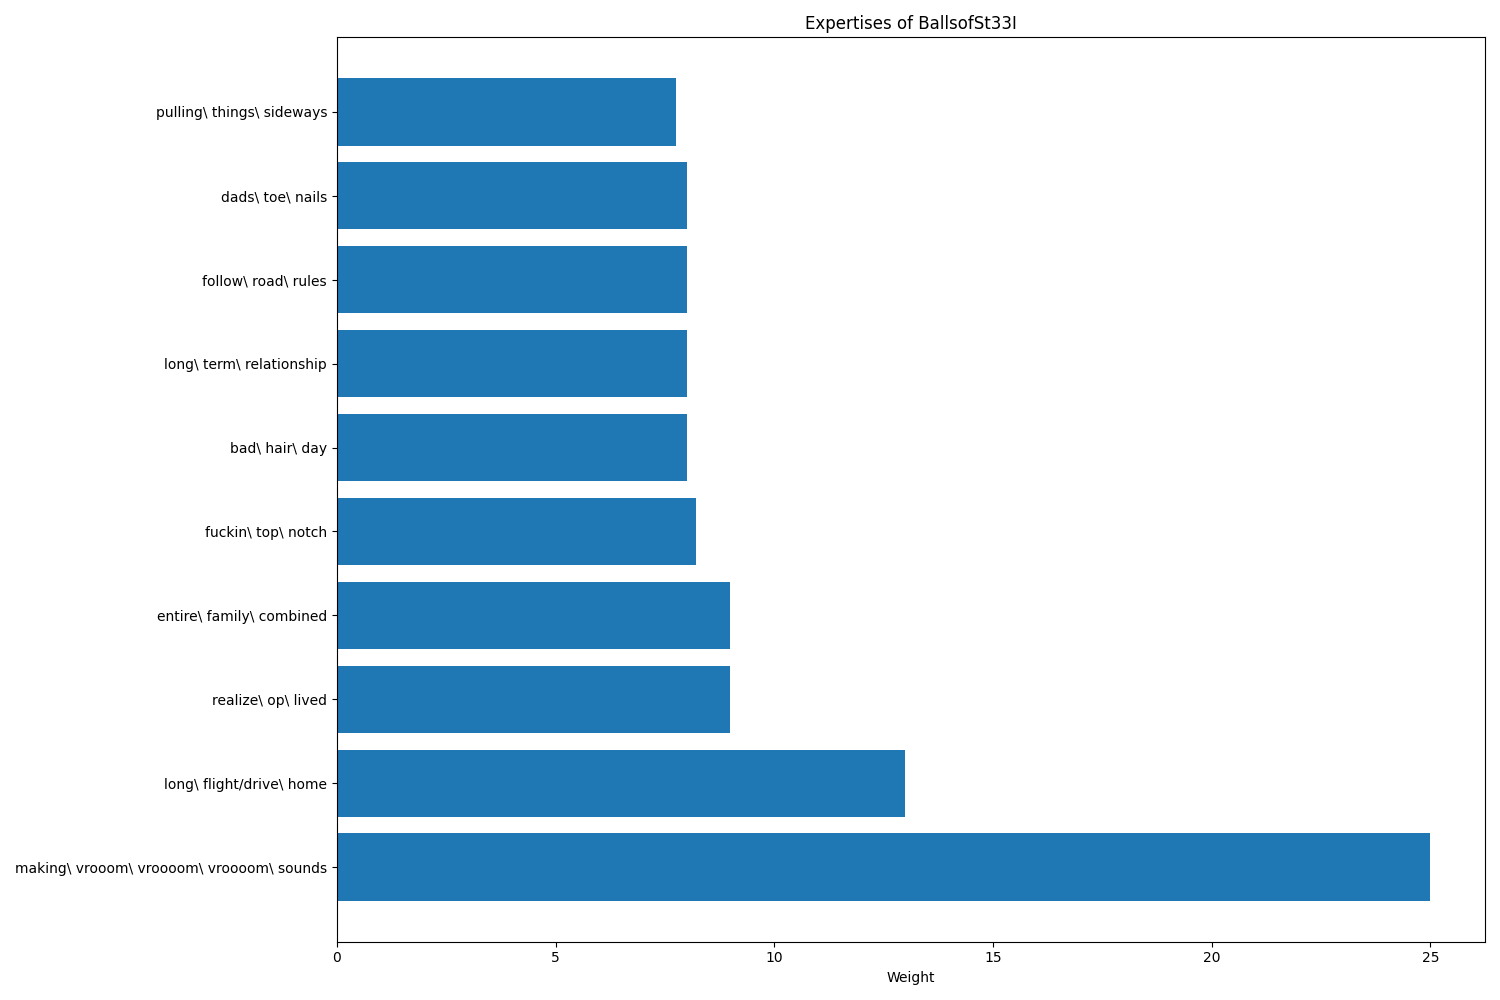 Expertises of BallsofSt33I
pulling\ things\ sideways
dads\ toe\ nails
follow\ road\ rules
long\ term\ relationship
bad\ hair\ day
fuckin\ top\ notch
entire\ family\ combined
realize\ op\ lived
long\ flight/drive\ home
making\ vrooom\ vroooom\ vroooom\ sounds
0 5 10 15 20 25
Weight